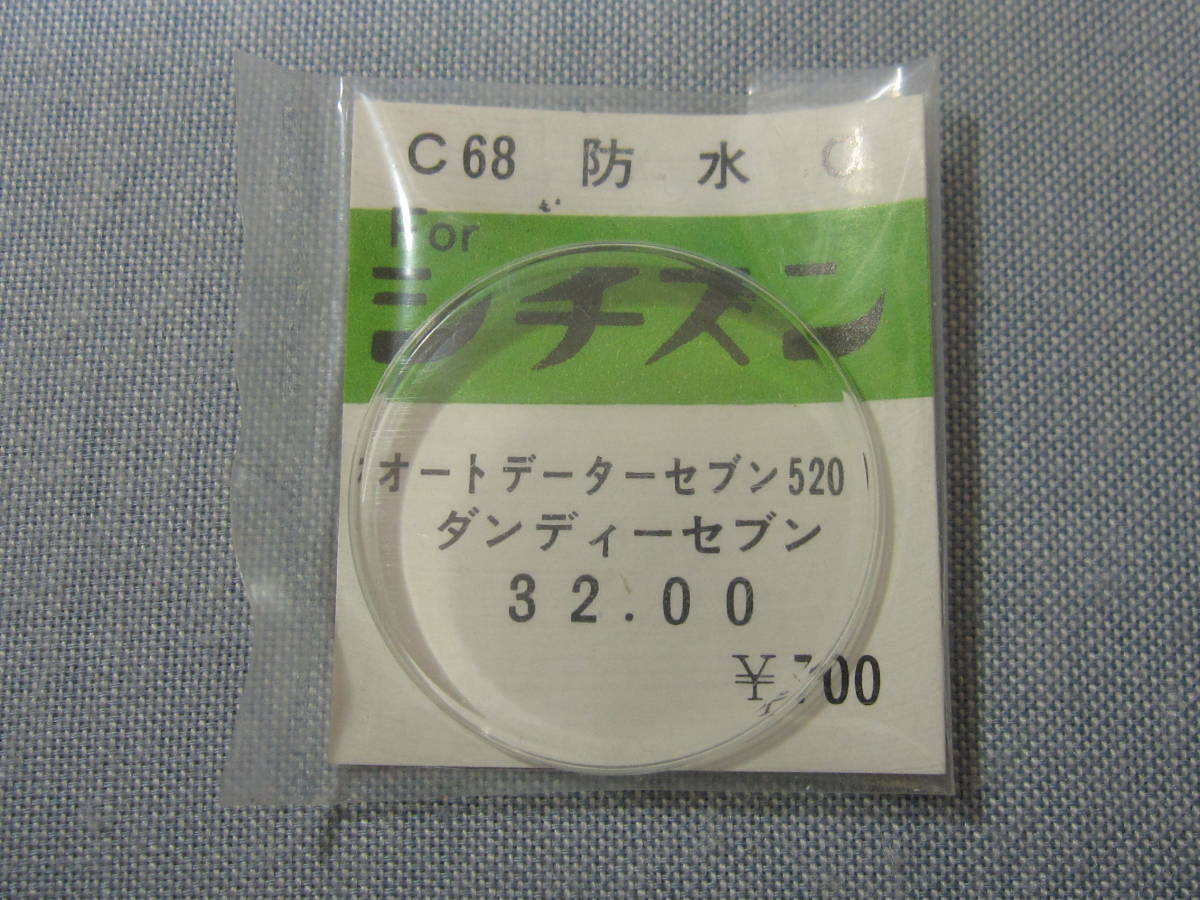 C68 防水 C
For
シチズン
オートデーターセブン520
ダンディーセブン
32.00
¥700